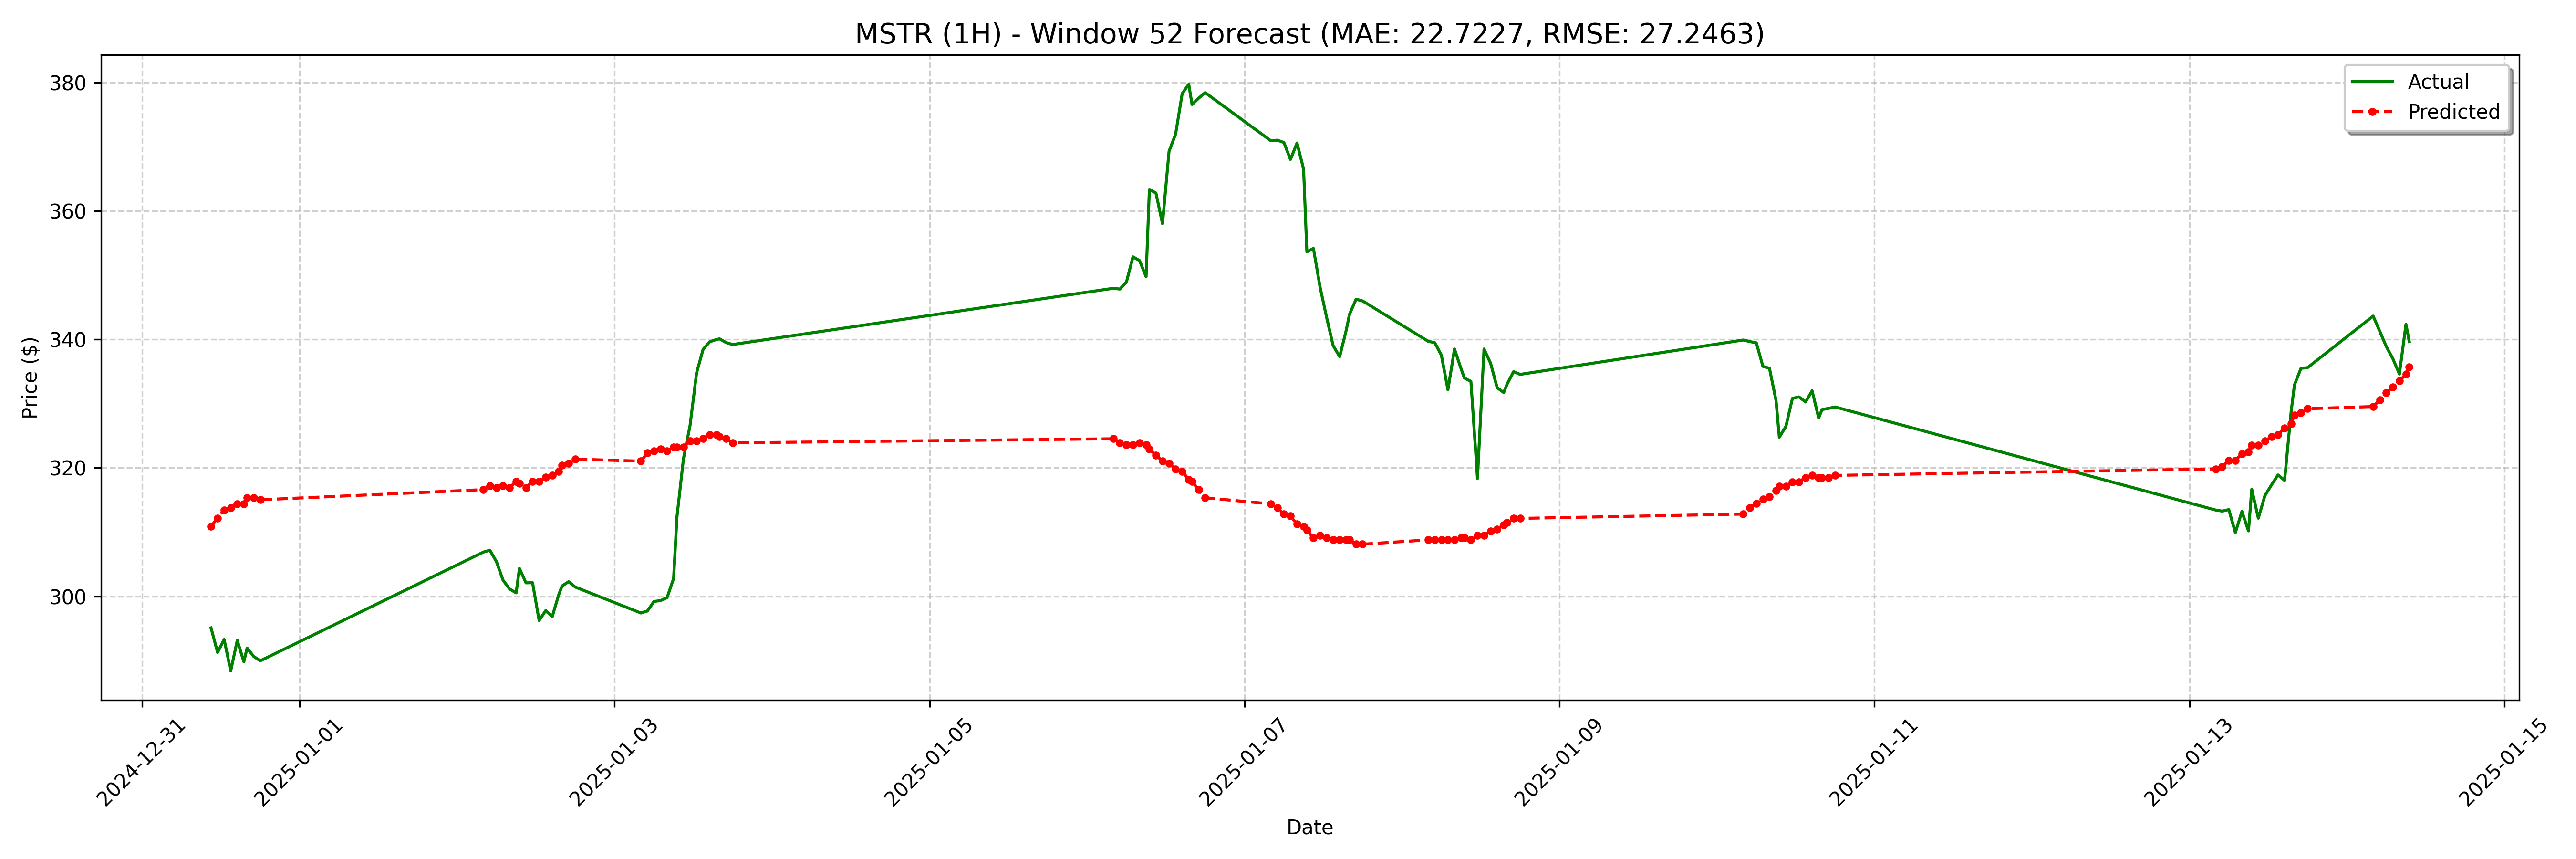 MSTR (1H) - Window 52 Forecast (MAE: 22.7227, RMSE: 27.2463)
Actual
Predicted
Price ($)
380
360
340
320
300
2024-12-31
2025-01-01
2025-01-03
2025-01-05
2025-01-07
2025-01-09
2025-01-11
2025-01-13
2025-01-15
Date